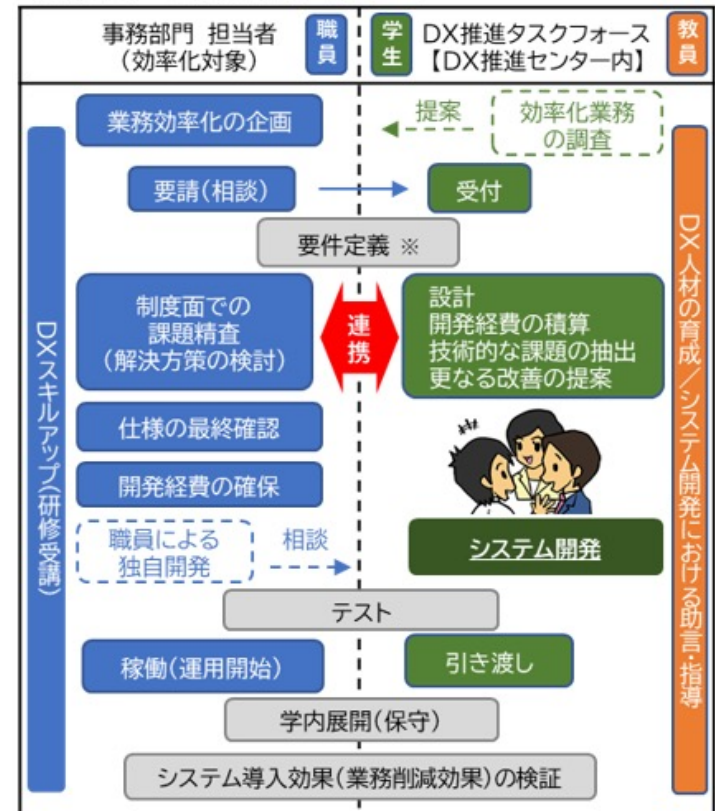 事務部門 担当者
(効率化対象)
職員
学生
DX推進タスクフォース
【DX推進センター内】
教員
業務効率化の企画
提案
効率化業務
の調査
要請(相談)
受付
要件定義 ※
制度面での
課題精査
(解決方策の検討)
連携
設計
開発経費の積算
技術的な課題の抽出
更なる改善の提案
仕様の最終確認
開発経費の確保
職員による
独自開発
相談
システム開発
テスト
稼働(運用開始)
引き渡し
学内展開(保守)
システム導入効果(業務削減効果)の検証
DXスキルアップ(研修受講)
DX人材の育成/システム開発における助言・指導